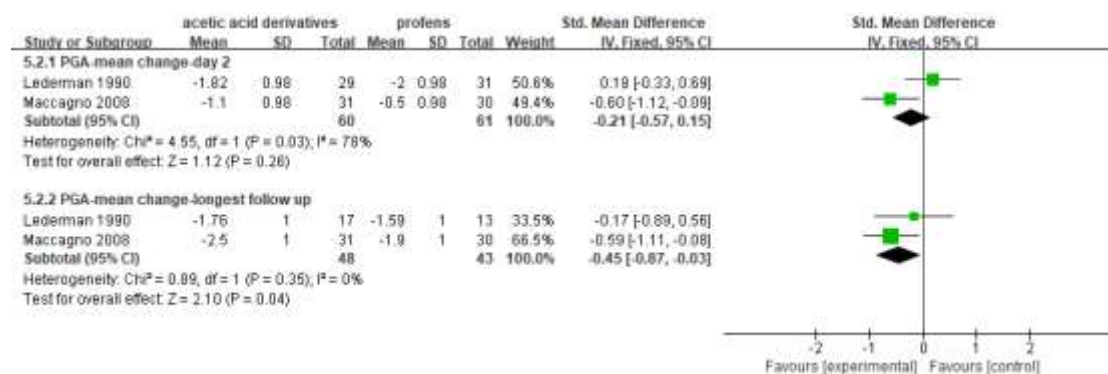 acetic acid derivatives profens Std. Mean Difference Std. Mean Difference
Study or Subgroup Mean SD Total Mean SD Total Weight IV, Fixed, 95% CI IV, Fixed, 95% CI
5.2.1 PGA-mean change-day 2
Lederman 1990 -1.82 0.98 29 -2 0.98 31 50.6% 0.18 [-0.33, 0.69]
Maccagno 2008 -1.1 0.98 31 -0.5 0.98 30 49.4% -0.60 [-1.12, -0.09]
Subtotal (95% CI) 60 61 100.0% -0.21 [-0.57, 0.15]
Heterogeneity: Chi² = 4.55, df = 1 (P = 0.03); I² = 78%
Test for overall effect: Z = 1.12 (P = 0.26)
5.2.2 PGA-mean change-longest follow up
Lederman 1990 -1.76 1 17 -1.59 1 13 33.5% -0.17 [-0.89, 0.56]
Maccagno 2008 -2.5 1 31 -1.9 1 30 66.5% -0.59 [-1.11, -0.08]
Subtotal (95% CI) 48 43 100.0% -0.45 [-0.87, -0.03]
Heterogeneity: Chi² = 0.89, df = 1 (P = 0.35); I² = 0%
Test for overall effect: Z = 2.10 (P = 0.04)
-2 -1 0 1 2
Favours [experimental] Favours [control]